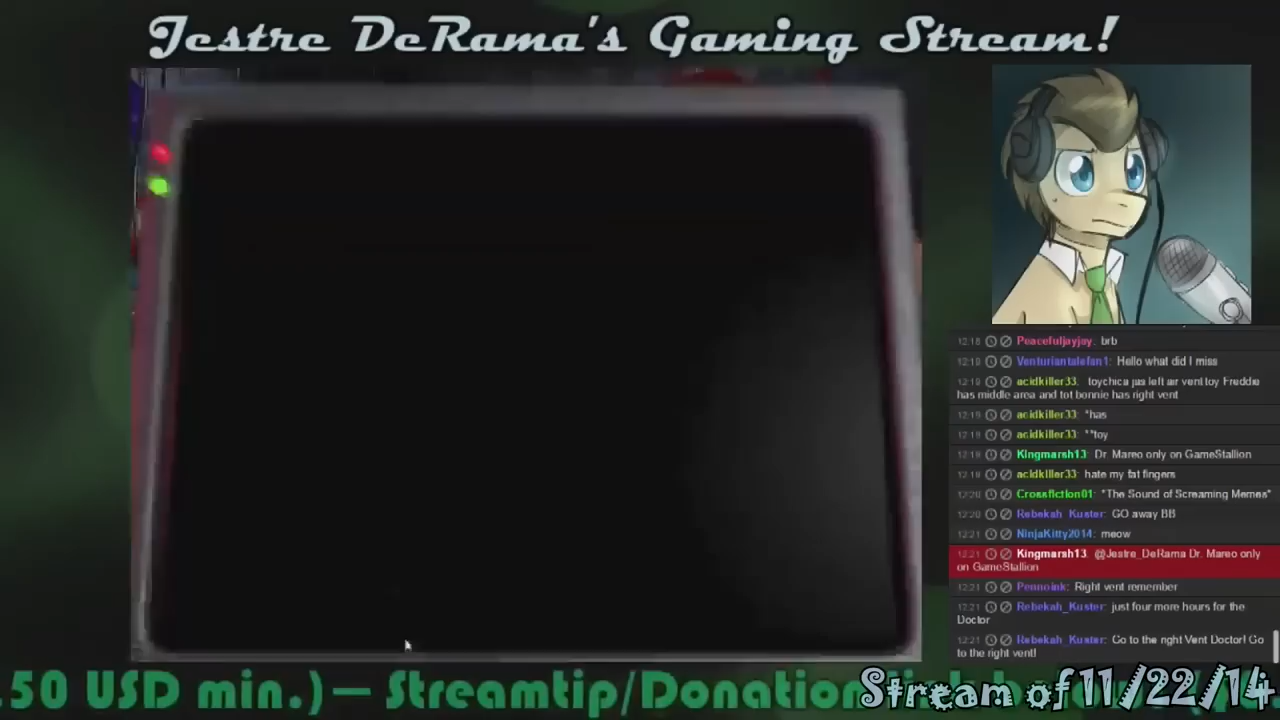 Jestre DeRama's Gaming Stream!
12:18 Peacefuljayjay: brb
12:19 Venturiantalefan1: Hello what did I miss
12:19 acidkiller33: toychica jas left air vent toy Freddie
has middle area and tot bonnie has right vent
12:19 acidkiller33: *has
12:19 acidkiller33: **toy
12:19 Kingmarsh13: Dr. Mareo only on GameStallion
12:19 acidkiller33: hate my fat fingers
12:20 Crossfiction01: *The Sound of Screaming Memes*
12:20 Rebekah_Kuster: GO away BB
12:21 NinjaKitty2014: meow
12:21 Kingmarsh13: @Jestre_DeRama Dr. Mareo only
on GameStallion
12:21 Pennoink: Right vent remember
12:21 Rebekah_Kuster: just four more hours for the
Doctor
12:21 Rebekah_Kuster: Go to the right Vent Doctor! Go
to the right vent!
.50 USD min.) — Streamtip/Donation
Stream of 11/22/14